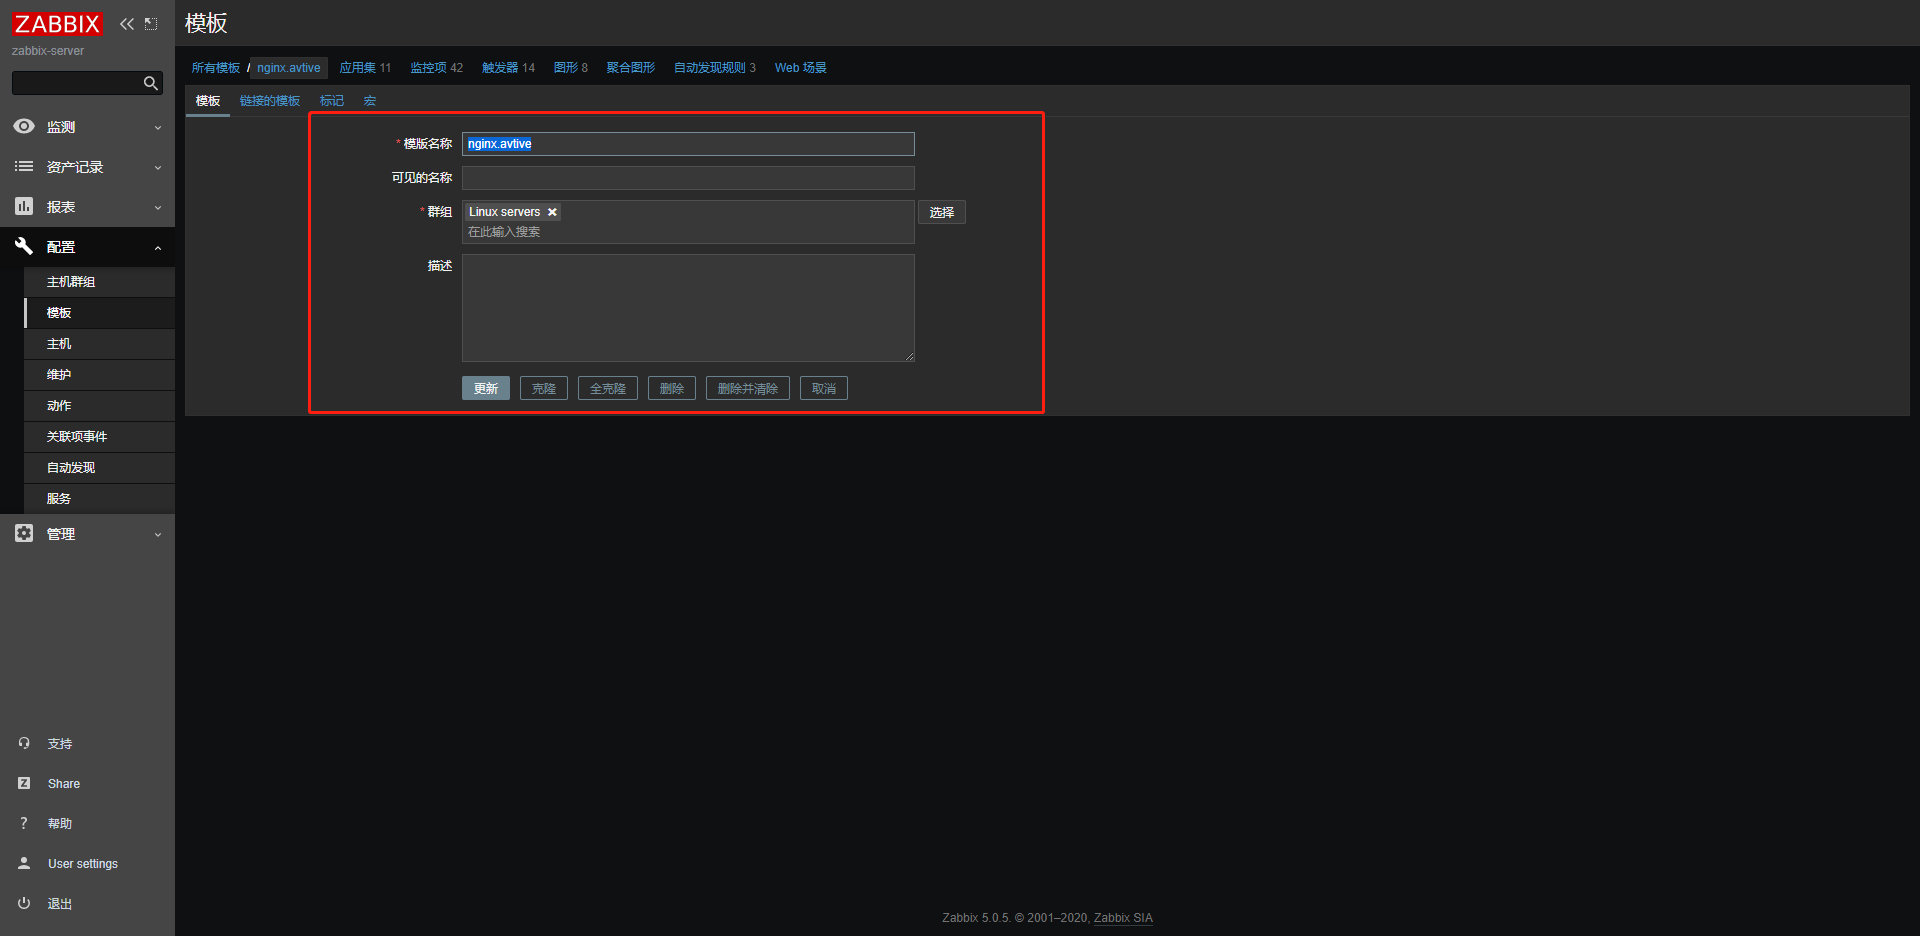 ZABBIX
zabbix-server
监测
资产记录
报表
配置
主机群组
模板
主机
维护
动作
关联项事件
自动发现
服务
管理
支持
Z Share
? 帮助
User settings
退出
模板
所有模板 / nginx.avtive 应用集 11 监控项 42 触发器 14 图形 8 聚合图形 自动发现规则 3 Web 场景
模板 链接的模板 标记 宏
* 模版名称 nginx.avtive
可见的名称
* 群组 Linux servers 选择
在此输入搜索
描述
更新 克隆 全克隆 删除 删除并清除 取消
Zabbix 5.0.5. © 2001–2020, Zabbix SIA